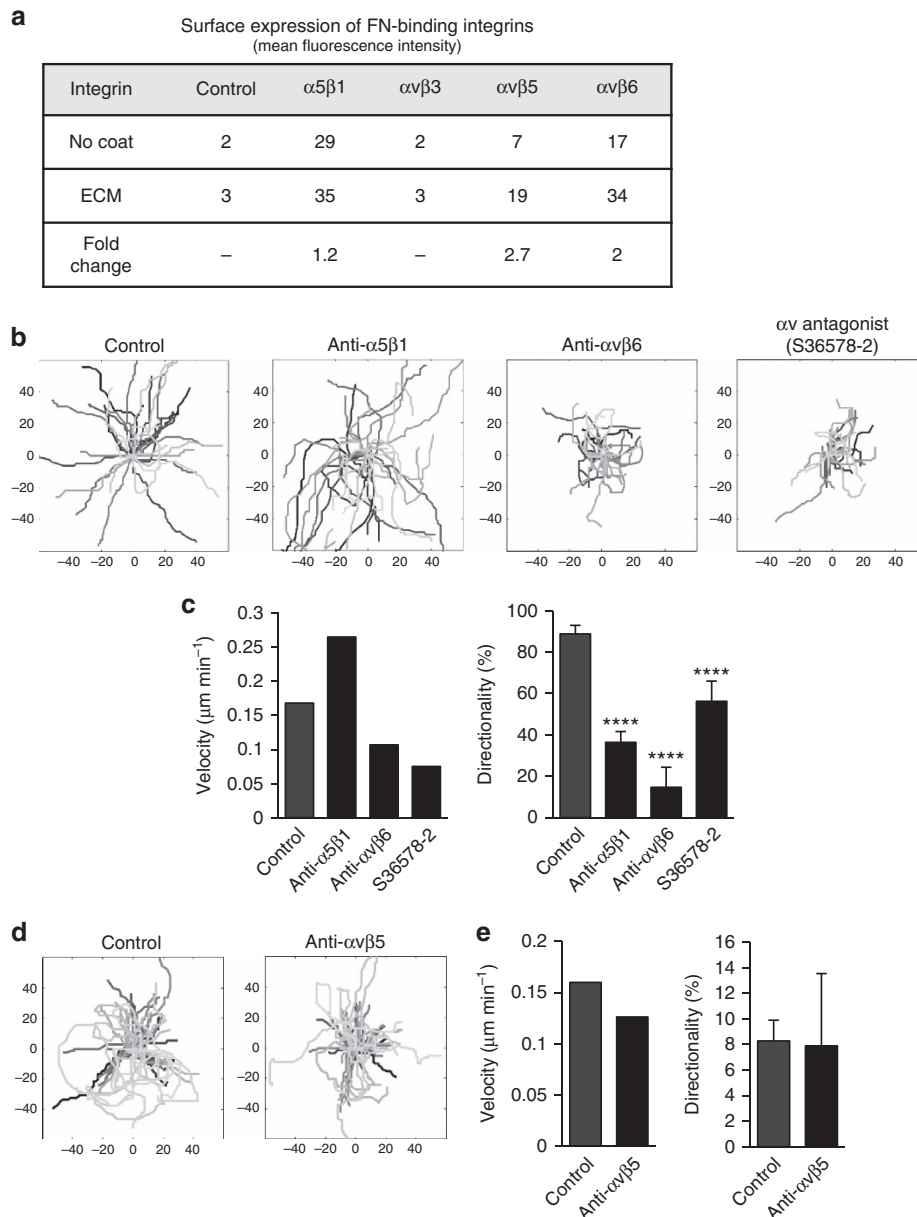 a
Surface expression of FN-binding integrins
(mean fluorescence intensity)
Integrin Control α5β1 αvβ3 αvβ5 αvβ6
No coat 2 29 2 7 17
ECM 3 35 3 19 34
Fold change – 1.2 – 2.7 2
b
Control
Anti-α5β1
Anti-αvβ6
αv antagonist
(S36578-2)
40 20 0 –20 –40
–40 –20 0 20 40
40 20 0 –20 –40
–40 –20 0 20 40
40 20 0 –20 –40
–40 –20 0 20 40
40 20 0 –20 –40
–40 –20 0 20 40
c
Velocity (μm min⁻¹)
0.3
0.25
0.2
0.15
0.1
0.05
0
Control Anti-α5β1 Anti-αvβ6 S36578-2
Directionality (%)
100
80
60
40
20
0
**** **** ****
Control Anti-α5β1 Anti-αvβ6 S36578-2
d
Control
Anti-αvβ5
40 20 0 –20 –40
–40 –20 0 20 40
40 20 0 –20 –40
–40 –20 0 20 40
e
Velocity (μm min⁻¹)
0.2
0.15
0.1
0.05
0
Control Anti-αvβ5
Directionality (%)
16
14
12
10
8
6
4
2
0
Control Anti-αvβ5